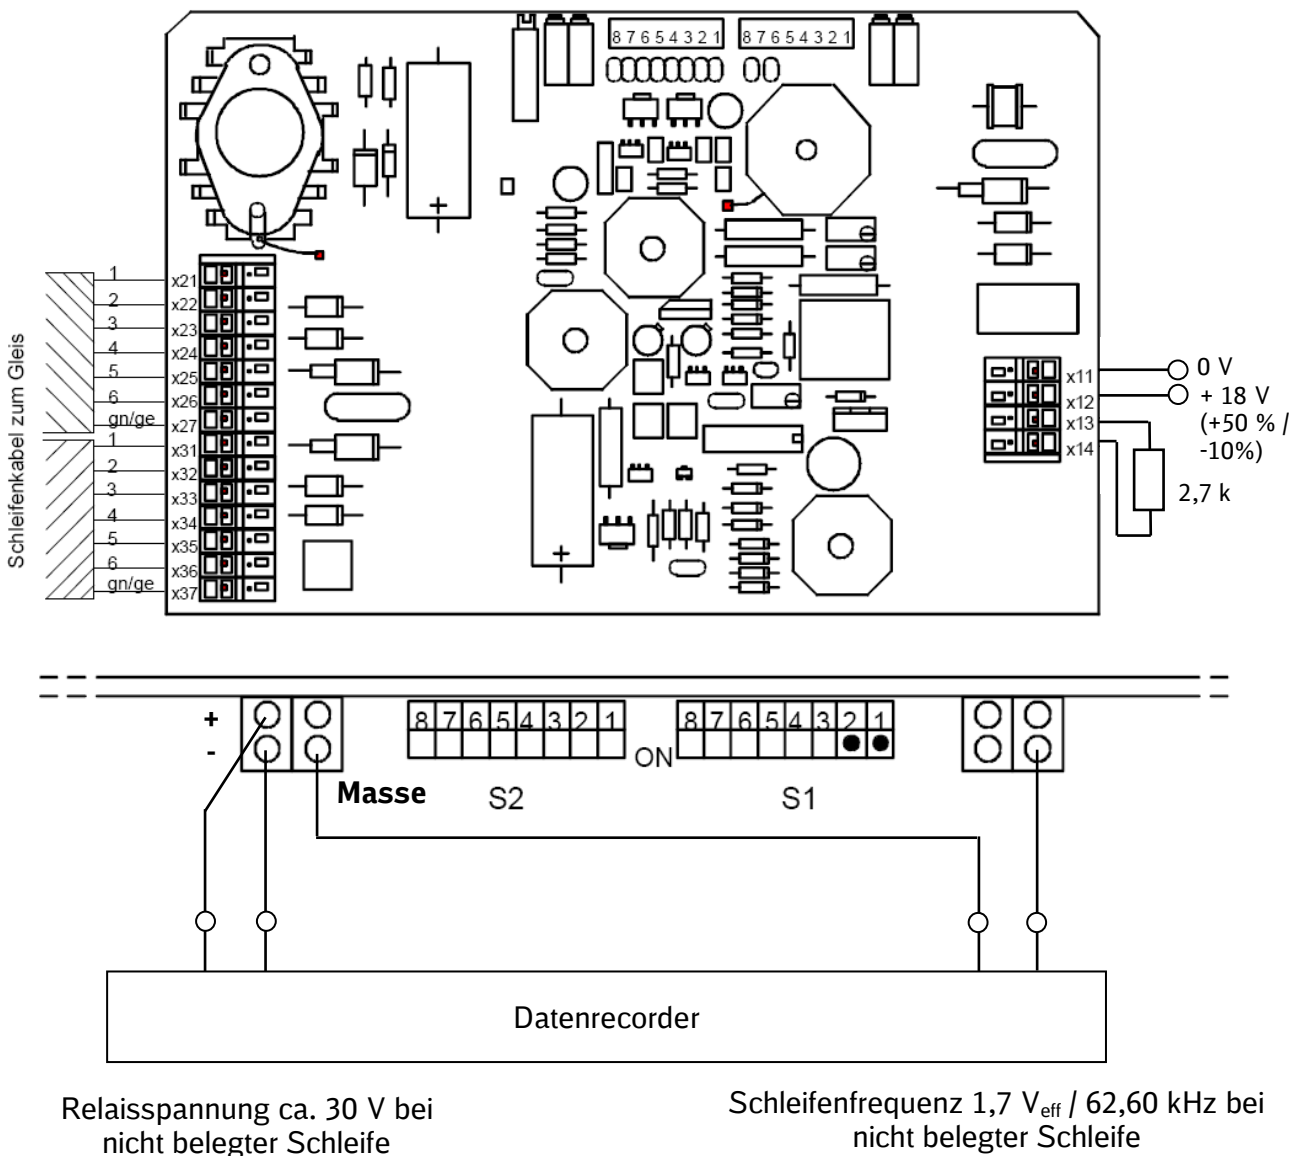 8 7 6 5 4 3 2 1
8 7 6 5 4 3 2 1
+
Schleifenkabel zum Gleis
1 x21
2 x22
3 x23
4 x24
5 x25
6 x26
gn/ge x27
1 x31
2 x32
3 x33
4 x34
5 x35
6 x36
gn/ge x37
+
x11 0 V
x12 + 18 V
(+50 % /
-10%)
x13
x14
2,7 k
+
-
8 7 6 5 4 3 2 1
ON
8 7 6 5 4 3 2 1
Masse
S2
S1
Datenrecorder
Relaisspannung ca. 30 V bei
nicht belegter Schleife
Schleifenfrequenz 1,7 Veff / 62,60 kHz bei
nicht belegter Schleife